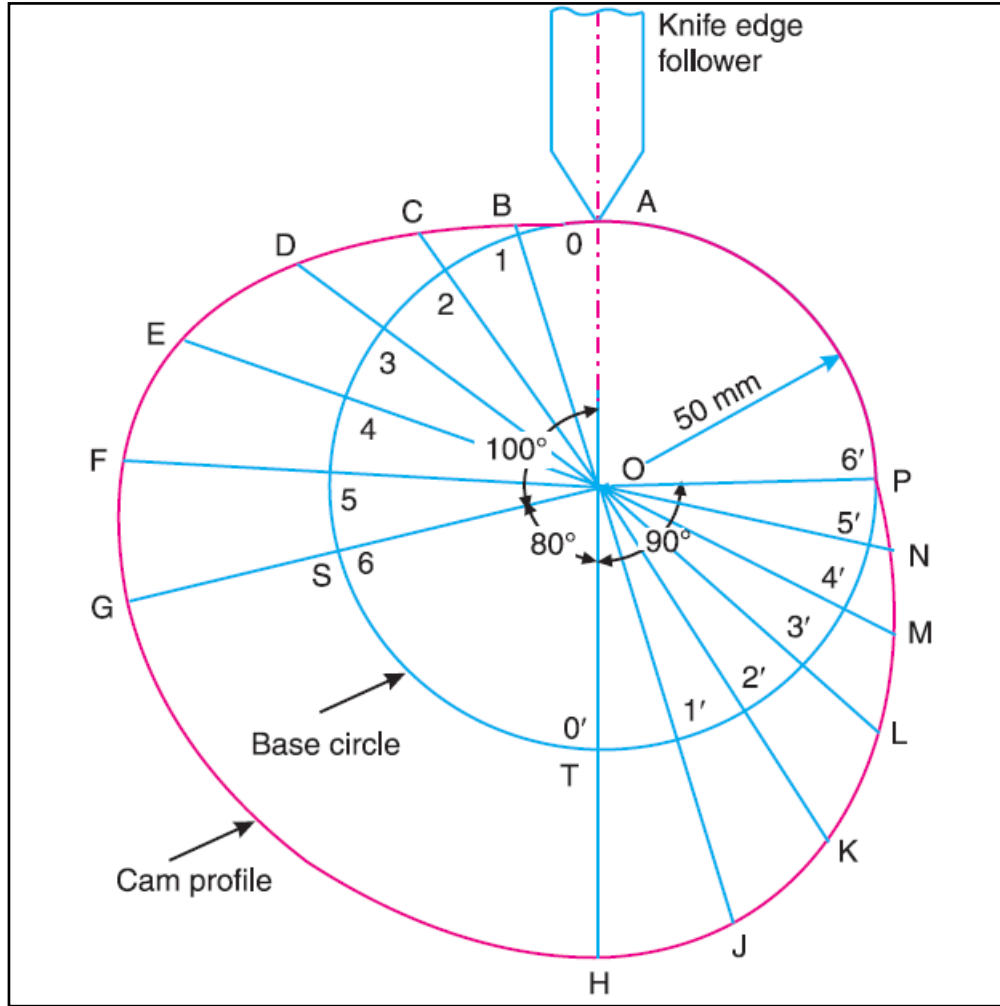 Knife edge
follower
A
B
C
0
D
1
2
E
3
50 mm
4
100°
O
F
6′
P
5
5′
80°
90°
N
S
6
4′
G
3′
M
2′
1′
0′
L
Base circle
T
K
Cam profile
J
H